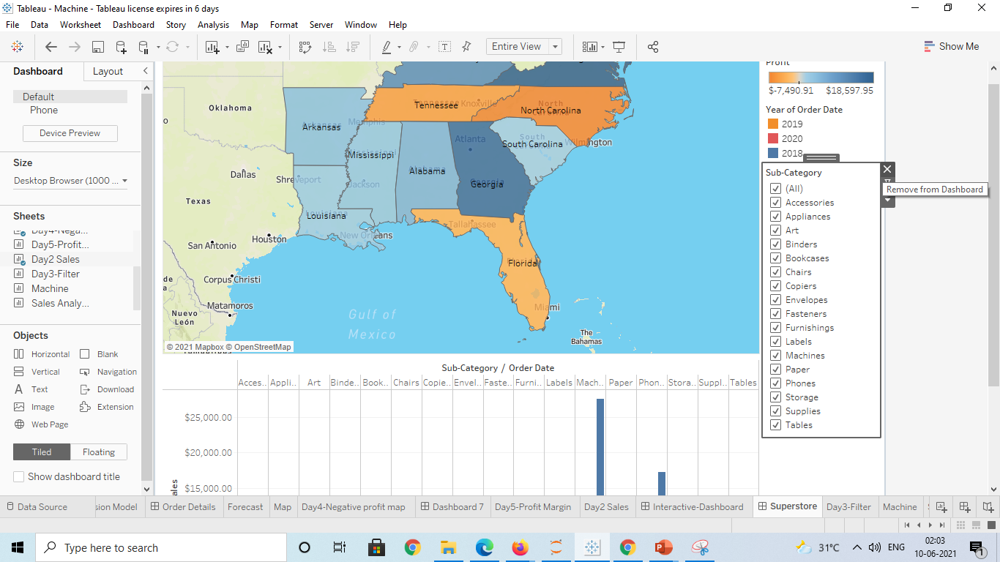 Tableau - Machine - Tableau license expires in 6 days
File Data Worksheet Dashboard Story Analysis Map Format Server Window Help
Entire View
Show Me
Dashboard Layout
Default
Phone
Device Preview
Size
Desktop Browser (1000 ...
Sheets
Day4-Nega...
Day5-Profit...
Day2 Sales
Day3-Filter
Machine
Sales Analy...
Objects
Horizontal Blank
Vertical Navigation
Text Download
Image Extension
Web Page
Tiled Floating
Show dashboard title
Oklahoma
Tennessee Knoxville
North
North Carolina
Arkansas
Memphis
Atlanta
South
South Carolina
Wilmington
Mississippi
Alabama
Dallas
Shreveport
Jackson
Georgia
Texas
Louisiana
Tallahassee
San Antonio
Houston
New Orleans
Florida
Corpus Christi
Matamoros
Miami
Nuevo
León
Gulf of
Mexico
The
Bahamas
© 2021 Mapbox © OpenStreetMap
Profit
$-7,490.91 $18,597.95
Year of Order Date
2019
2020
2018
Sub-Category
Remove from Dashboard
(All)
Accessories
Appliances
Art
Binders
Bookcases
Chairs
Copiers
Envelopes
Fasteners
Furnishings
Labels
Machines
Paper
Phones
Storage
Supplies
Tables
Sub-Category / Order Date
Acces.. Appli.. Art Binde.. Book.. Chairs Copie.. Envel.. Faste.. Furni.. Labels Mach.. Paper Phon.. Stora.. Suppl.. Tables
$25,000.00
$20,000.00
$15,000.00
Data Source sion Model Order Details Forecast Map Day4-Negative profit map Dashboard 7 Day5-Profit Margin Day2 Sales Interactive-Dashboard Superstore Day3-Filter Machine
Type here to search
31°C ENG
02:03
10-06-2021
1